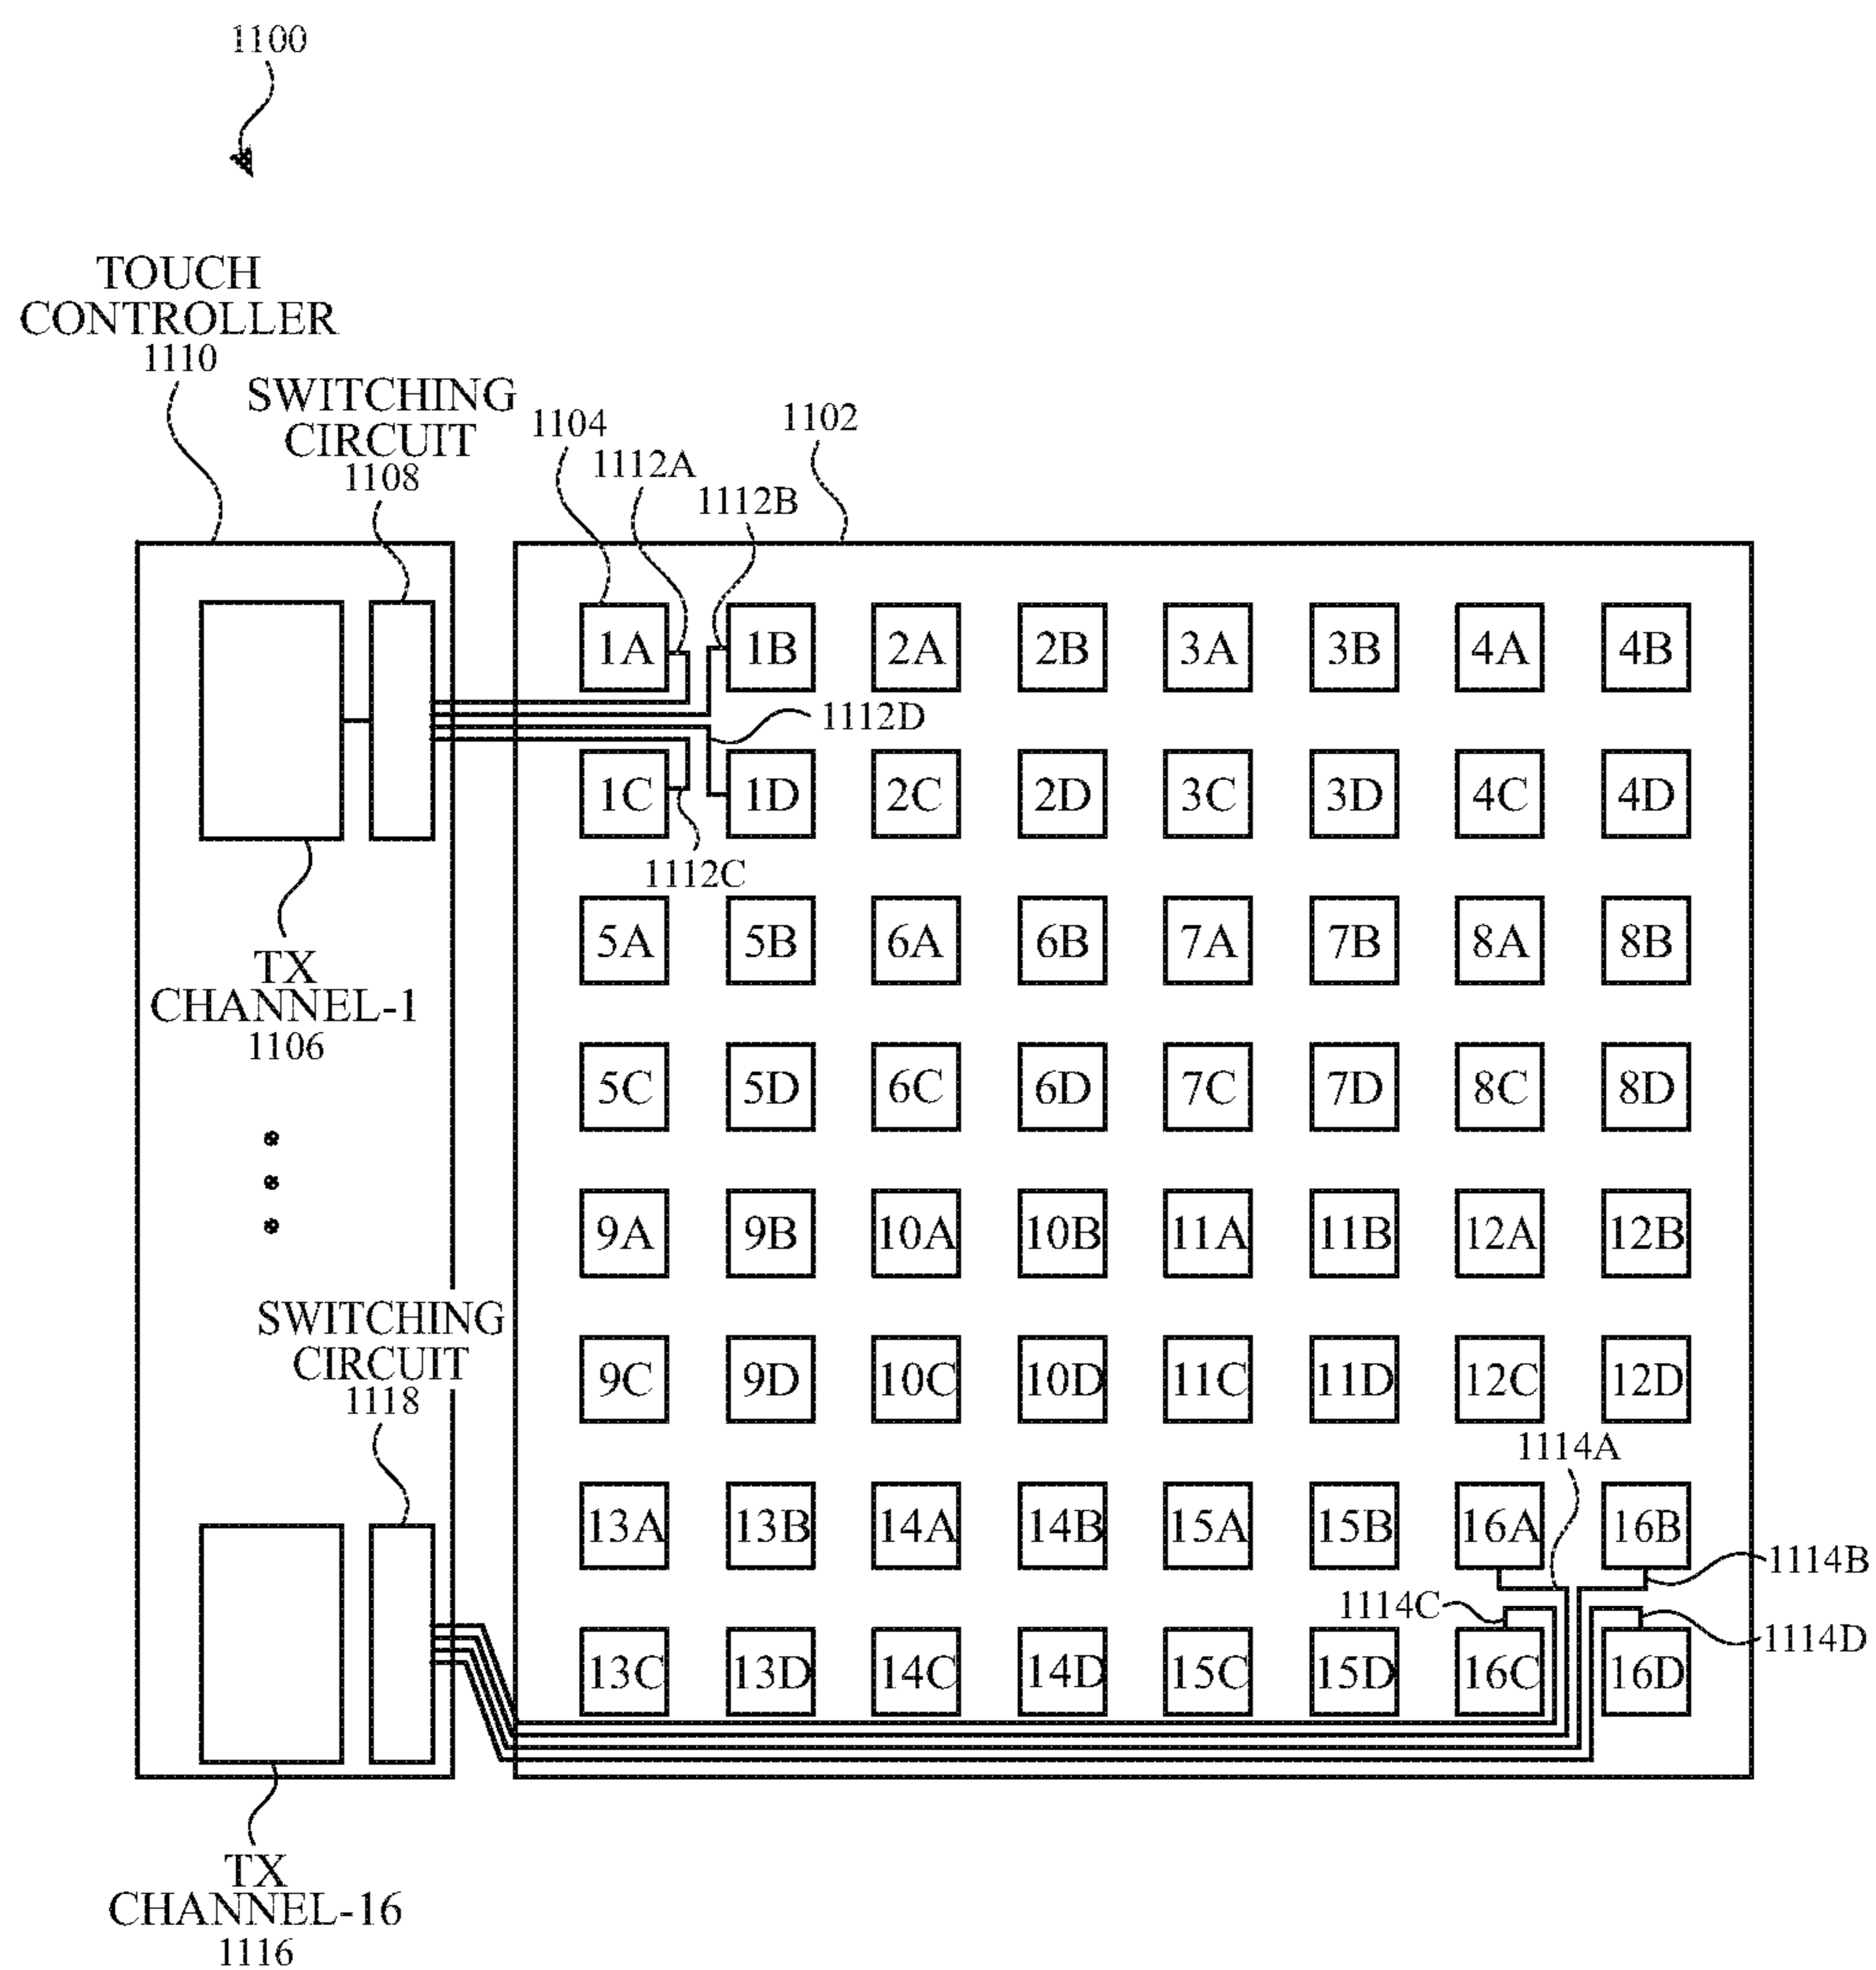 1100
TOUCH
CONTROLLER
1110
SWITCHING
CIRCUIT
1108
1104
1112A
1112B
1102
1A 1B 2A 2B 3A 3B 4A 4B
1112D
1C 1D 2C 2D 3C 3D 4C 4D
1112C
5A 5B 6A 6B 7A 7B 8A 8B
TX
CHANNEL-1
1106
5C 5D 6C 6D 7C 7D 8C 8D
9A 9B 10A 10B 11A 11B 12A 12B
SWITCHING
CIRCUIT
1118
9C 9D 10C 10D 11C 11D 12C 12D
1114A
13A 13B 14A 14B 15A 15B 16A 16B
1114B
1114C
1114D
13C 13D 14C 14D 15C 15D 16C 16D
TX
CHANNEL-16
1116